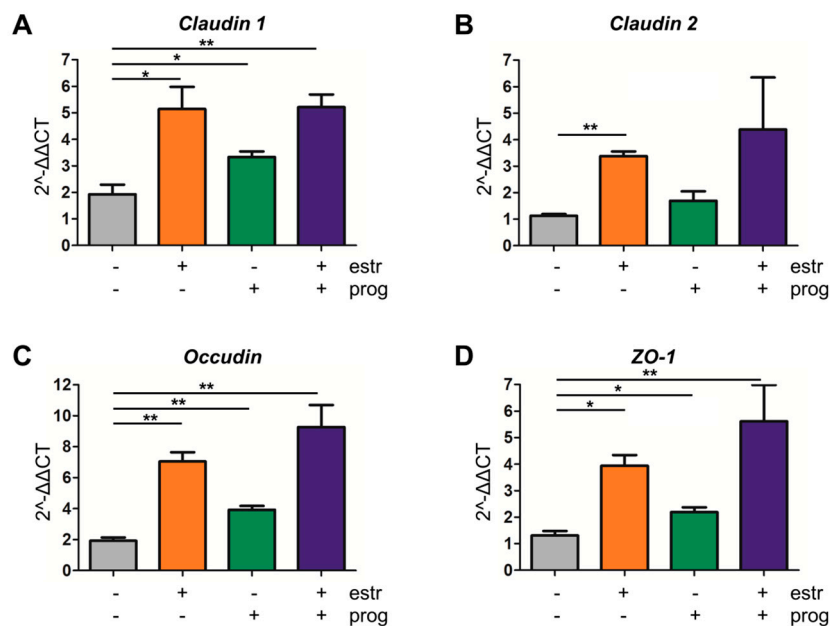 A
Claudin 1
2^-ΔΔCT
7
6
5
4
3
2
1
0
**
*
*
- + - + estr
- - + + prog
B
Claudin 2
2^-ΔΔCT
7
6
5
4
3
2
1
0
**
- + - + estr
- - + + prog
C
Occudin
2^-ΔΔCT
12
10
8
6
4
2
0
**
**
**
- + - + estr
- - + + prog
D
ZO-1
2^-ΔΔCT
7
6
5
4
3
2
1
0
**
*
*
- + - + estr
- - + + prog